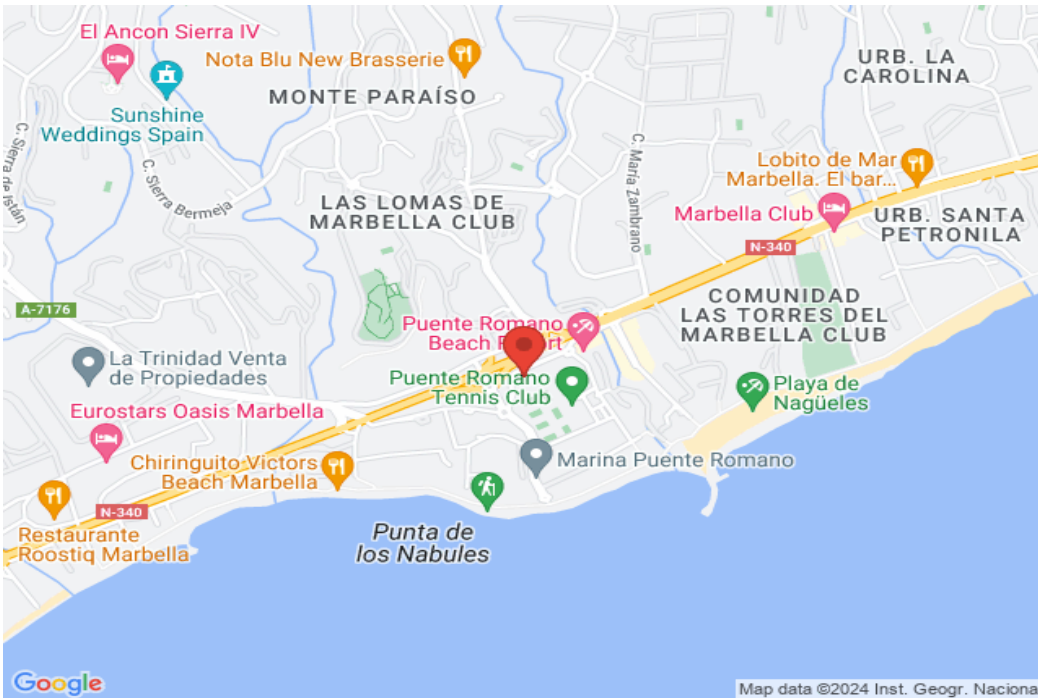 El Ancon Sierra IV
Nota Blu New Brasserie
URB. LA
CAROLINA
MONTE PARAÍSO
Sunshine
Weddings Spain
C. Sierra de Istán
C. Sierra Bermeja
C. María Zambrano
Lobito de Mar
Marbella. El bar...
LAS LOMAS DE
MARBELLA CLUB
Marbella Club
URB. SANTA
PETRONILA
N-340
A-7176
COMUNIDAD
LAS TORRES DEL
MARBELLA CLUB
Puente Romano
Beach
La Trinidad Venta
de Propiedades
Puente Romano
Tennis Club
Playa de
Nagüeles
Eurostars Oasis Marbella
Chiringuito Victors
Beach Marbella
Marina Puente Romano
N-340
Restaurante
Roostiq Marbella
Punta de
los Nabules
Google
Map data ©2024 Inst. Geogr. Naciona